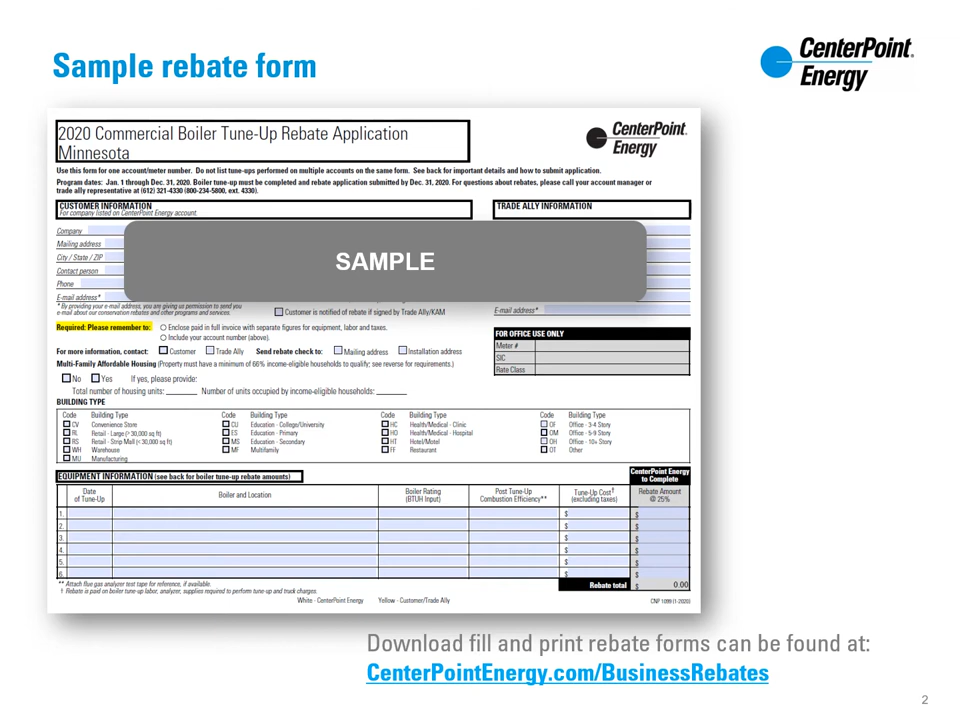 Sample rebate form
CenterPoint.
Energy
2020 Commercial Boiler Tune-Up Rebate Application
Minnesota
CenterPoint.
Energy
Use this form for one account/meter number. Do not list tune-ups performed on multiple accounts on the same form. See back for important details and how to submit application.
Program dates: Jan. 1 through Dec. 31, 2020. Boiler tune-up must be completed and rebate application submitted by Dec. 31, 2020. For questions about rebates, please call your account manager or
trade ally representative at (612) 321-4330 (800-234-5800, ext. 4330).
CUSTOMER INFORMATION
For company listed on CenterPoint Energy account.
TRADE ALLY INFORMATION
Company
Mailing address
City / State / ZIP
Contact person
Phone
E-mail address*
SAMPLE
* By providing your e-mail address, you are giving us permission to send you
e-mail about our conservation rebates and other programs and services.
Customer is notified of rebate if signed by Trade Ally/KAM
E-mail address*
Required: Please remember to: Enclose paid in full invoice with separate figures for equipment, labor and taxes.
Include your account number (above).
For more information, contact: Customer Trade Ally Send rebate check to: Mailing address Installation address
Multi-Family Affordable Housing (Property must have a minimum of 66% income-eligible households to qualify; see reverse for requirements.)
No Yes If yes, please provide:
Total number of housing units: _______ Number of units occupied by income-eligible households: _______
FOR OFFICE USE ONLY
Meter #
SIC
Rate Class
BUILDING TYPE
Code Building Type Code Building Type Code Building Type Code Building Type
CV Convenience Store CU Education - College/University HC Health/Medical - Clinic OF Office - 3-4 Story
RL Retail - Large (> 30,000 sq ft) ES Education - Primary HO Health/Medical - Hospital OM Office - 5-9 Story
RS Retail - Strip Mall (< 30,000 sq ft) MS Education - Secondary HT Hotel/Motel OH Office - 10+ Story
WH Warehouse MF Multifamily FF Restaurant OT Other
MU Manufacturing
EQUIPMENT INFORMATION (see back for boiler tune-up rebate amounts)
CenterPoint Energy
to Complete
Date
of Tune-Up
Boiler and Location
Boiler Rating
(BTUH Input)
Post Tune-Up
Combustion Efficiency**
Tune-Up Cost†
(excluding taxes)
Rebate Amount
@ 25%
1. $ $
2. $ $
3. $ $
4. $ $
5. $ $
6. $ $
Rebate total $ 0.00
** Attach flue gas analyzer test tape for reference, if available.
† Rebate is paid on boiler tune-up labor, analyzer, supplies required to perform tune-up and truck charges
White - CenterPoint Energy Yellow - Customer/Trade Ally
CNP 1099 (1-2020)
Download fill and print rebate forms can be found at:
CenterPointEnergy.com/BusinessRebates
2